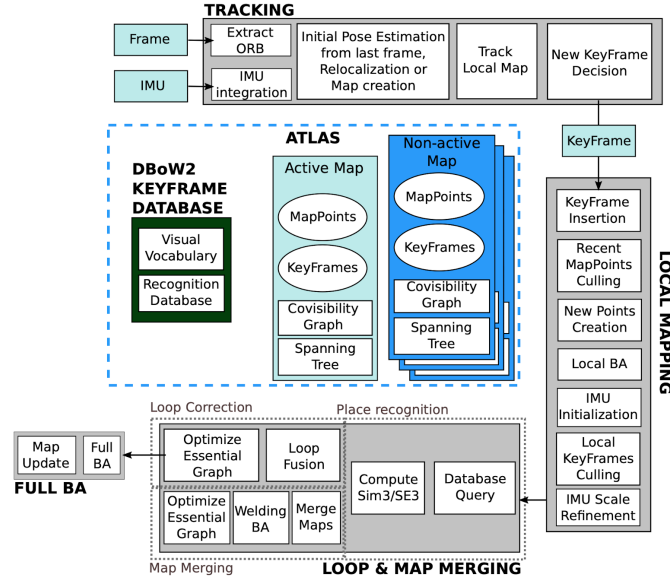 TRACKING
Frame
IMU
Extract
ORB
IMU
integration
Initial Pose Estimation
from last frame,
Relocalization or
Map creation
Track
Local Map
New KeyFrame
Decision
KeyFrame
ATLAS
DBoW2
KEYFRAME
DATABASE
Visual
Vocabulary
Recognition
Database
Active Map
MapPoints
KeyFrames
Covisibility
Graph
Spanning
Tree
Non-active
Map
MapPoints
KeyFrames
Covisibility
Graph
Spanning
Tree
LOCAL MAPPING
KeyFrame
Insertion
Recent
MapPoints
Culling
New Points
Creation
Local BA
IMU
Initialization
Local
KeyFrames
Culling
IMU Scale
Refinement
Loop Correction
Place recognition
Optimize
Essential
Graph
Loop
Fusion
Compute
Sim3/SE3
Database
Query
Optimize
Essential
Graph
Welding
BA
Merge
Maps
Map Merging
LOOP & MAP MERGING
Map
Update
Full
BA
FULL BA